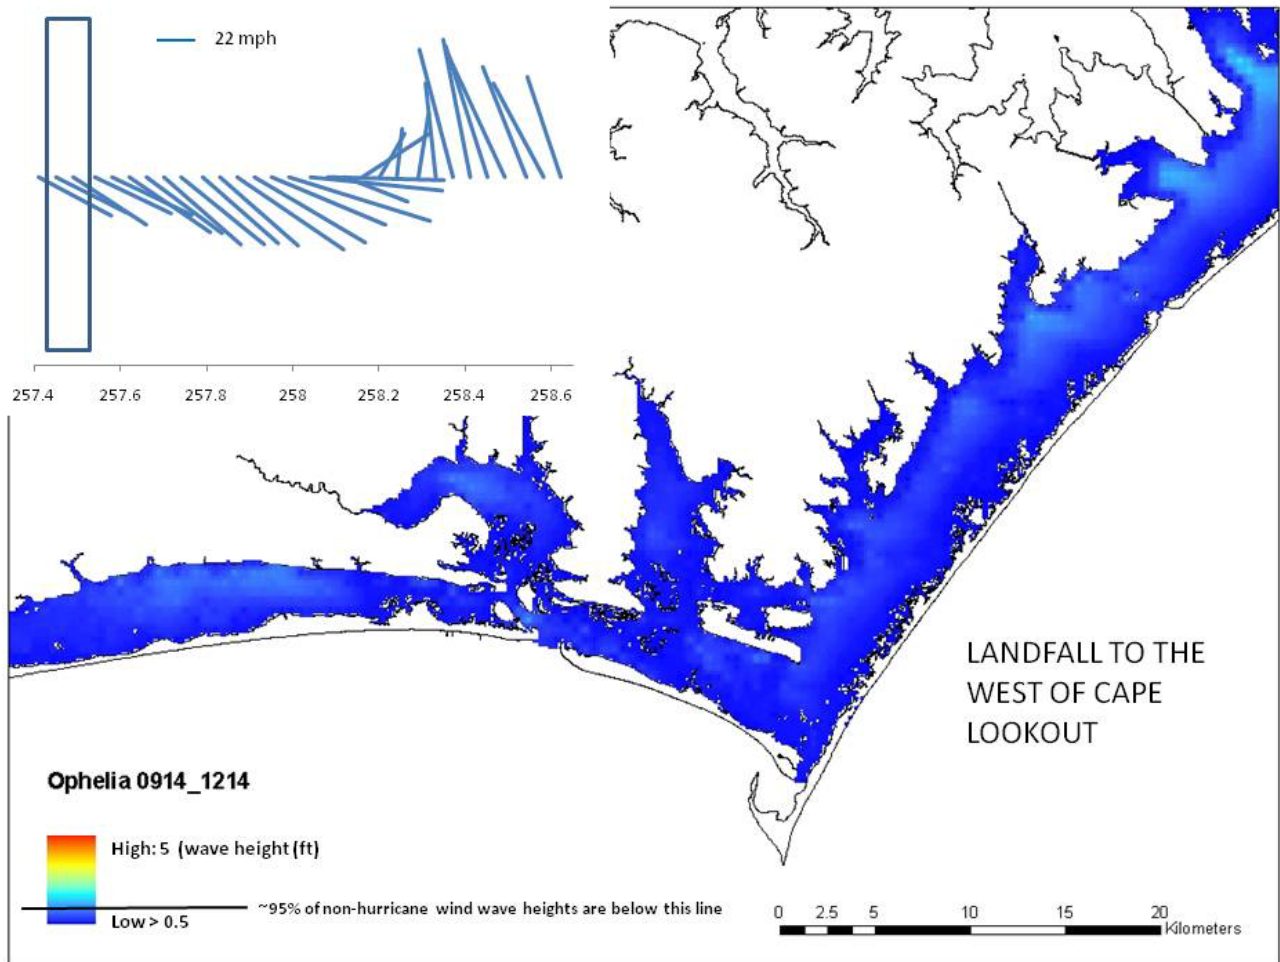 22 mph
257.4 257.6 257.8 258 258.2 258.4 258.6
LANDFALL TO THE
WEST OF CAPE
LOOKOUT
Ophelia 0914_1214
High: 5 (wave height (ft)
~95% of non-hurricane wind wave heights are below this line
Low > 0.5
0 2.5 5 10 15 20
Kilometers